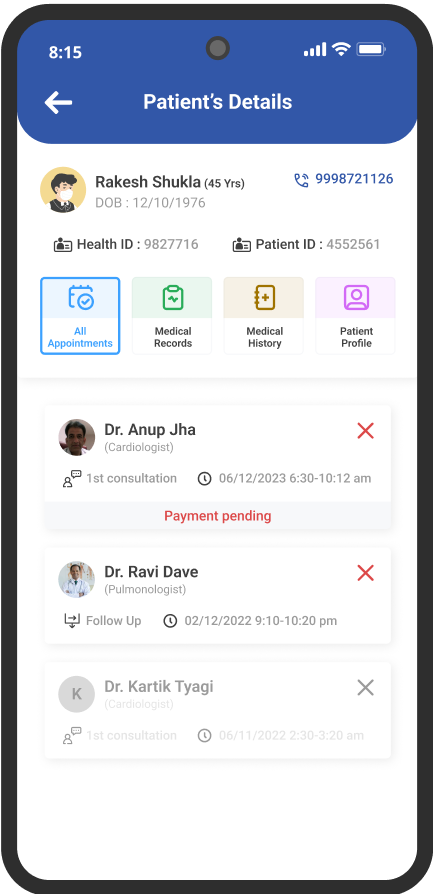 8:15
Patient's Details
Rakesh Shukla (45 Yrs)
9998721126
DOB : 12/10/1976
Health ID : 9827716
Patient ID : 4552561
All
Appointments
Medical
Records
Medical
History
Patient
Profile
Dr. Anup Jha
(Cardiologist)
1st consultation
06/12/2023 6:30-10:12 am
Payment pending
Dr. Ravi Dave
(Pulmonologist)
Follow Up
02/12/2022 9:10-10:20 pm
K
Dr. Kartik Tyagi
(Cardiologist)
1st consultation
06/11/2022 2:30-3:20 am